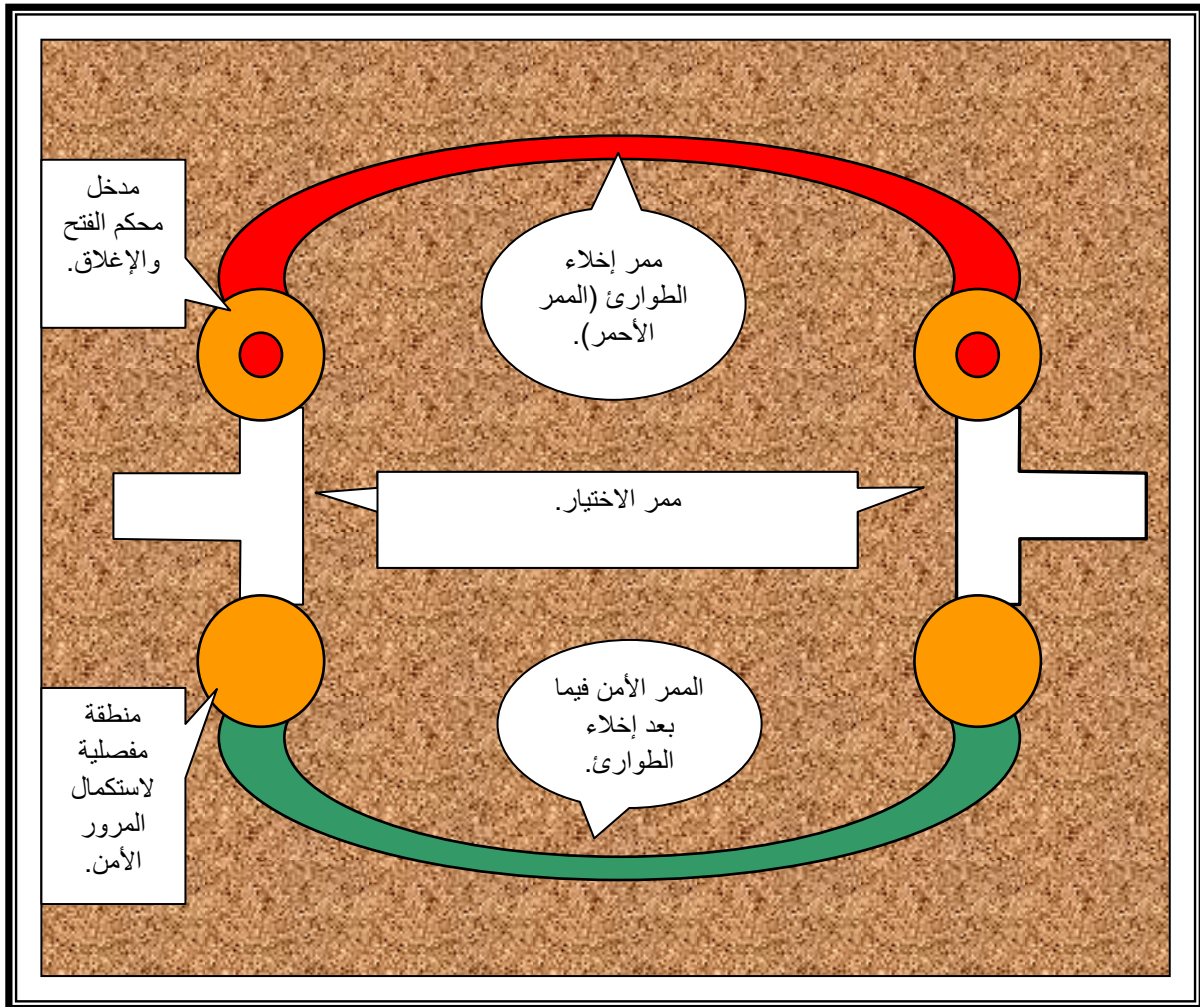 مدخل
محكم الفتح
والإغلاق.
ممر إخلاء
الطوارئ (الممر
الأحمر).
ممر الاختيار.
الممر الأمن فيما
بعد إخلاء
الطوارئ.
منطقة
مفصلية
لاستكمال
المرور
الأمن.